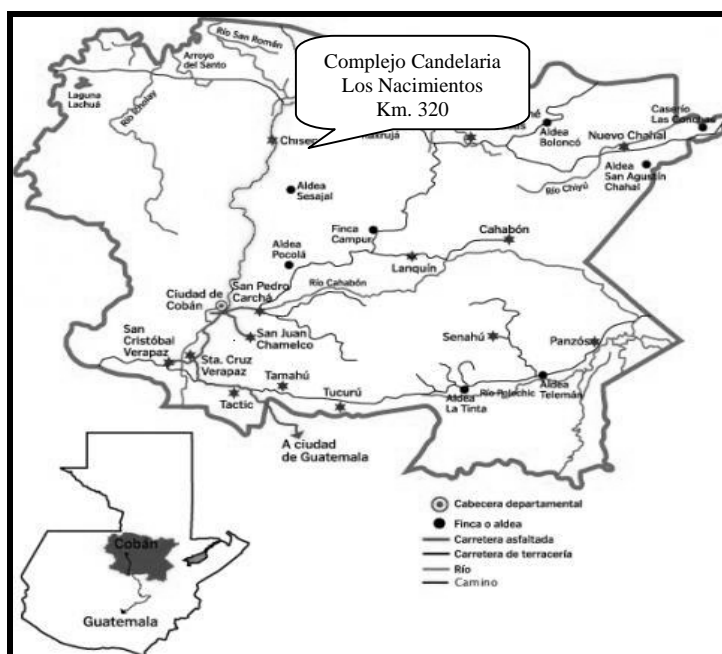 Río San Román
Arroyo
del Santo
Laguna
Lachuá
Río Icbolay
Complejo Candelaria
Los Nacimientos
Km. 320
Chisec
Aldea
Boloncó
Caserío
Las Conchas
Nuevo Chahal
Aldea
San Agustín
Chahal
Río Chiyú
Aldea
Sesajal
Finca
Campur
Cahabón
Aldea
Pocolá
Lanquín
San Pedro
Carchá
Río Cahabón
Ciudad de
Cobán
San Juan
Chamelco
San
Cristóbal
Verapaz
Sta. Cruz
Verapaz
Senahú
Panzós
Tamahú
Tactic
Tucurú
Aldea
La Tinta
Río Polochic
Aldea
Telemán
A ciudad
de Guatemala
Cabecera departamental
Finca o aldea
Carretera asfaltada
Carretera de terracería
Río
Camino
Cobán
Guatemala